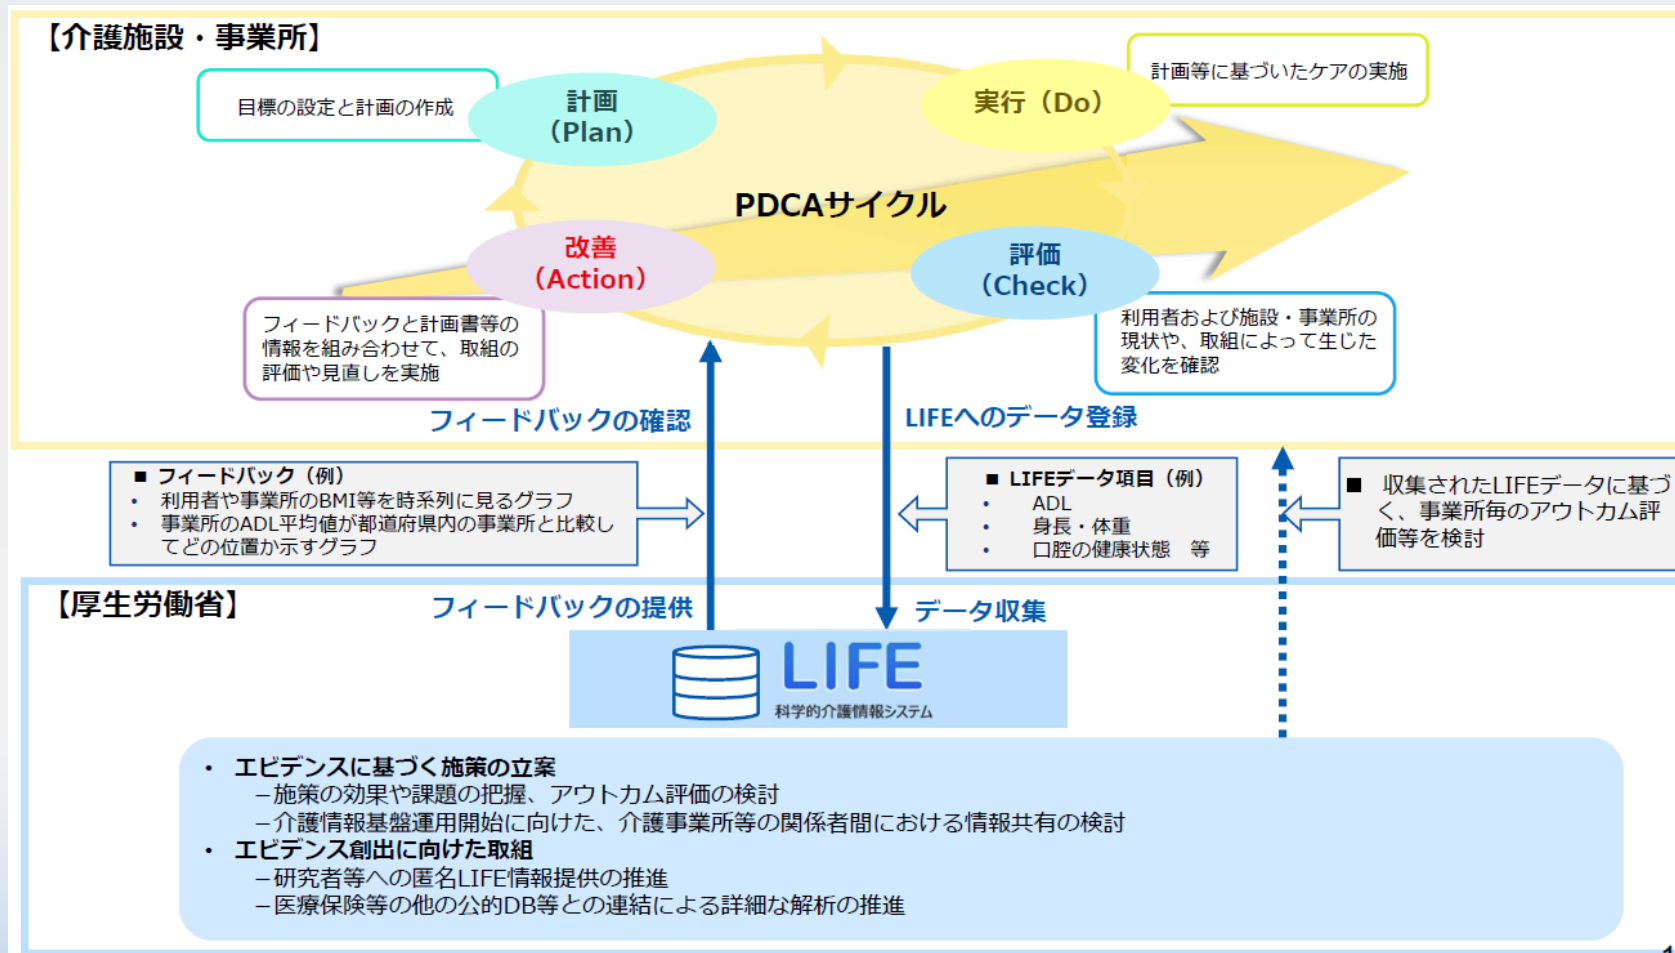 【介護施設・事業所】
目標の設定と計画の作成
計画
（Plan）
実行（Do）
計画等に基づいたケアの実施
PDCAサイクル
改善
（Action）
評価
（Check）
フィードバックと計画書等の
情報を組み合わせて、取組の
評価や見直しを実施
利用者および施設・事業所の
現状や、取組によって生じた
変化を確認
フィードバックの確認
LIFEへのデータ登録
■ フィードバック（例）
• 利用者や事業所のBMI等を時系列に見るグラフ
• 事業所のADL平均値が都道府県内の事業所と比較し
てどの位置か示すグラフ
■ LIFEデータ項目（例）
• ADL
• 身長・体重
• 口腔の健康状態　等
■ 収集されたLIFEデータに基づ
く、事業所毎のアウトカム評
価等を検討
【厚生労働省】
フィードバックの提供
データ収集
LIFE
科学的介護情報システム
• エビデンスに基づく施策の立案
－施策の効果や課題の把握、アウトカム評価の検討
－介護情報基盤運用開始に向けた、介護事業所等の関係者間における情報共有の検討
• エビデンス創出に向けた取組
－研究者等への匿名LIFE情報提供の推進
－医療保険等の他の公的DB等との連結による詳細な解析の推進